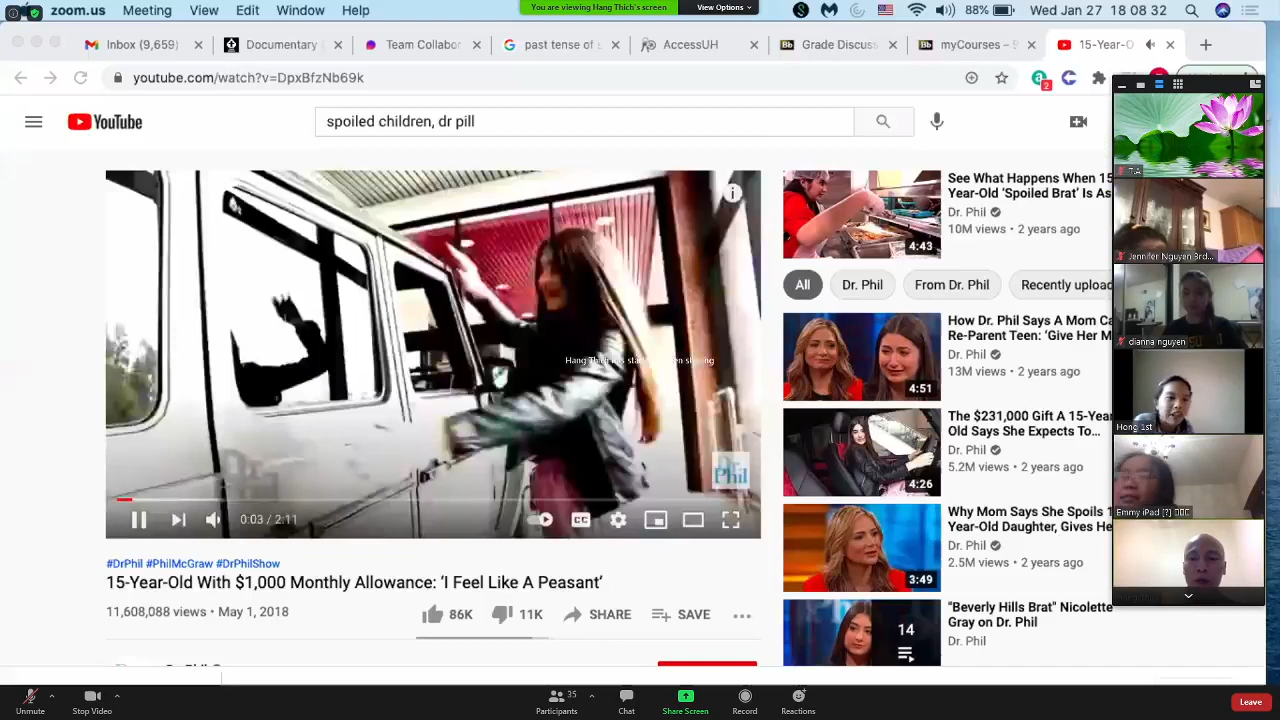 zoom.us Meeting View Edit Window Help
You are viewing Hang Thich's screen View Options
88% Wed Jan 27 18 08 32
Inbox (9,659) Documentary Team Collabor past tense of s AccessUH Grade Discuss myCourses 15-Year-O
youtube.com/watch?v=DpxBfzNb69k
2
YouTube
spoiled children, dr pill
Phil
0:03 / 2:11
CC
#DrPhil #PhilMcGraw #DrPhilShow
15-Year-Old With $1,000 Monthly Allowance: 'I Feel Like A Peasant'
11,608,088 views • May 1, 2018
86K 11K SHARE SAVE
See What Happens When 15
Year-Old 'Spoiled Brat' Is As
Dr. Phil
10M views • 2 years ago
4:43
All Dr. Phil From Dr. Phil Recently upload
How Dr. Phil Says A Mom Ca
Re-Parent Teen: 'Give Her M
Dr. Phil
13M views • 2 years ago
4:51
The $231,000 Gift A 15-Year
Old Says She Expects To...
Dr. Phil
5.2M views • 2 years ago
4:26
Why Mom Says She Spoils 1
Year-Old Daughter, Gives He
Dr. Phil
2.5M views • 2 years ago
3:49
"Beverly Hills Brat" Nicolette
Gray on Dr. Phil
Dr. Phil
14
Jennifer Nguyen Brd...
dianna nguyen
Hong 1st
Emmy iPad (?)
Unmute
Stop Video
Participants 35
Chat
Share Screen
Record
Reactions
Leave